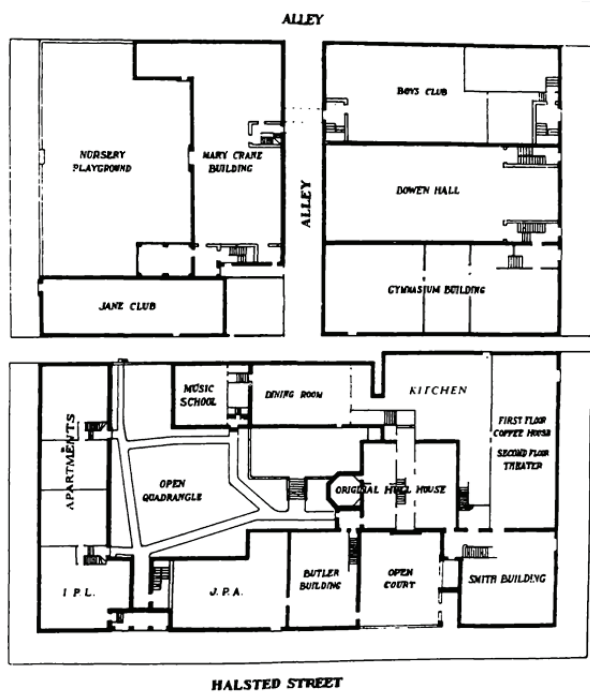 ALLEY
BOYS CLUB
NURSERY
PLAYGROUND
MARY CRANE
BUILDING
BOWEN HALL
ALLEY
GYMNASIUM BUILDING
JANE CLUB
MUSIC
SCHOOL
DINING ROOM
KITCHEN
APARTMENTS
FIRST FLOOR
COFFEE HOUSE
SECOND FLOOR
THEATER
OPEN
QUADRANGLE
ORIGINAL HULL HOUSE
I.P.L.
J.P.A.
BUTLER
BUILDING
OPEN
COURT
SMITH BUILDING
HALSTED STREET